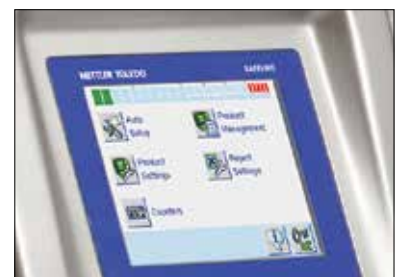 METTLER TOLEDO SAFELINE
Auto
Setup
Product
Management
Product
Settings
Reject
Settings
Counters